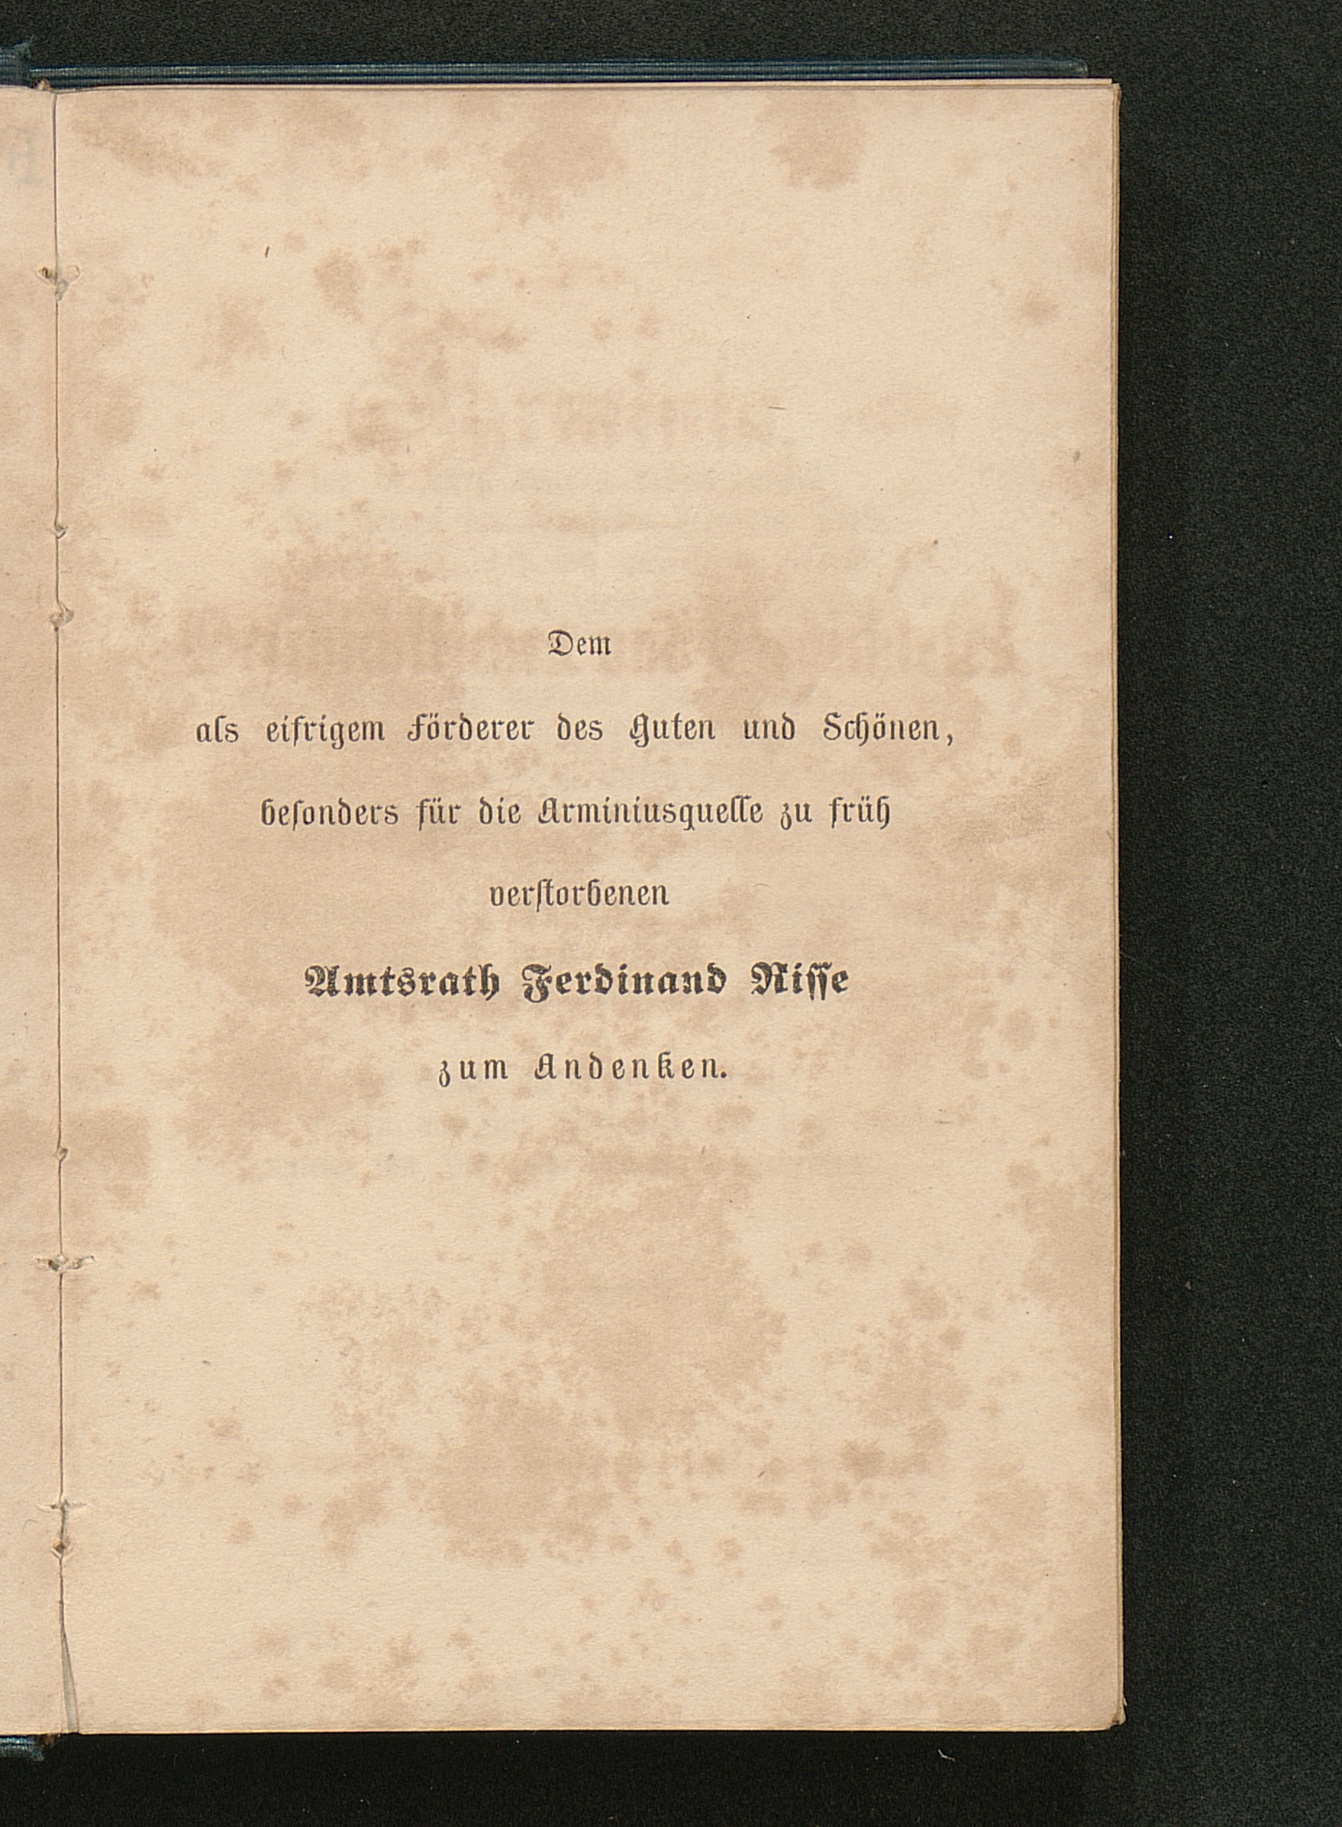 Dem
als eifrigem Förderer des Guten und Schönen,
beſonders für die Arminiusquelle zu früh
verſtorbenen
Amtsrath Ferdinand Riſſe
zum Andenken.